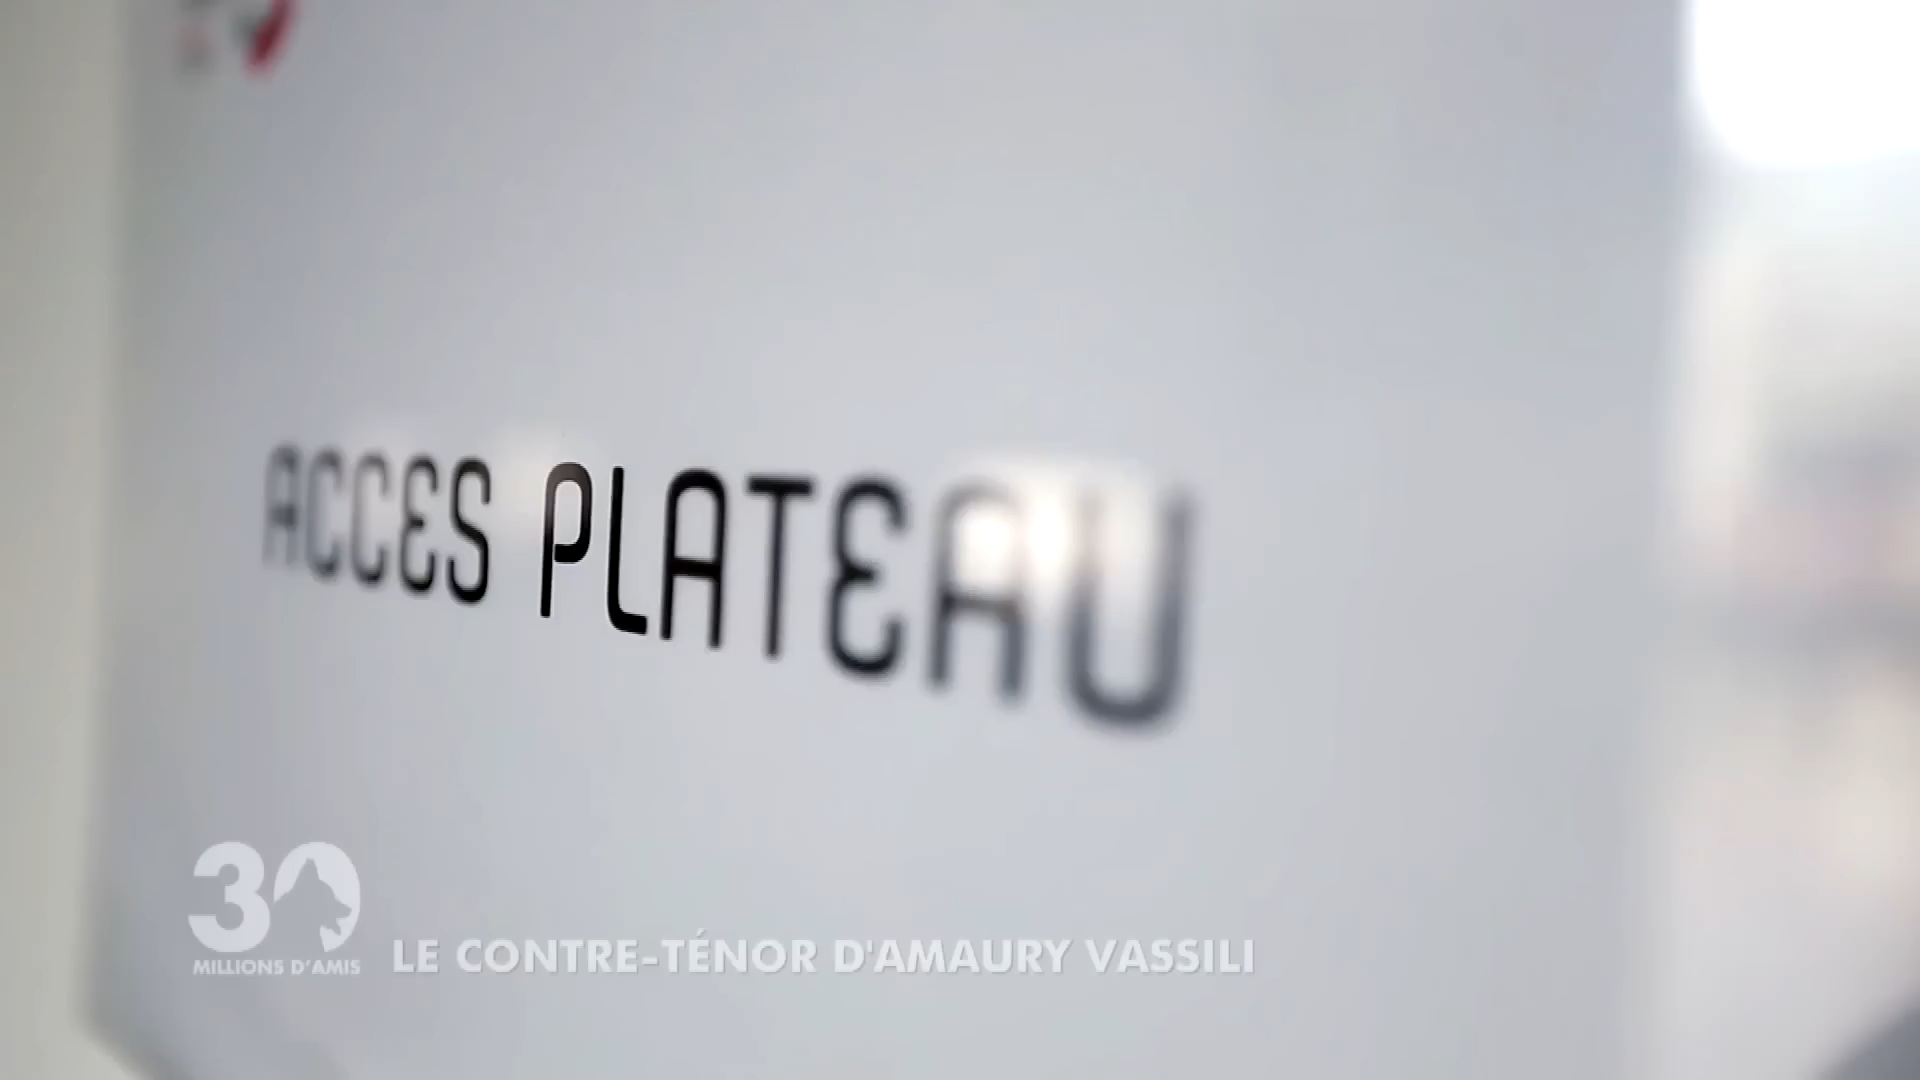 ACCES PLATEAU
30
MILLIONS D'AMIS
LE CONTRE-TÉNOR D'AMAURY VASSILI